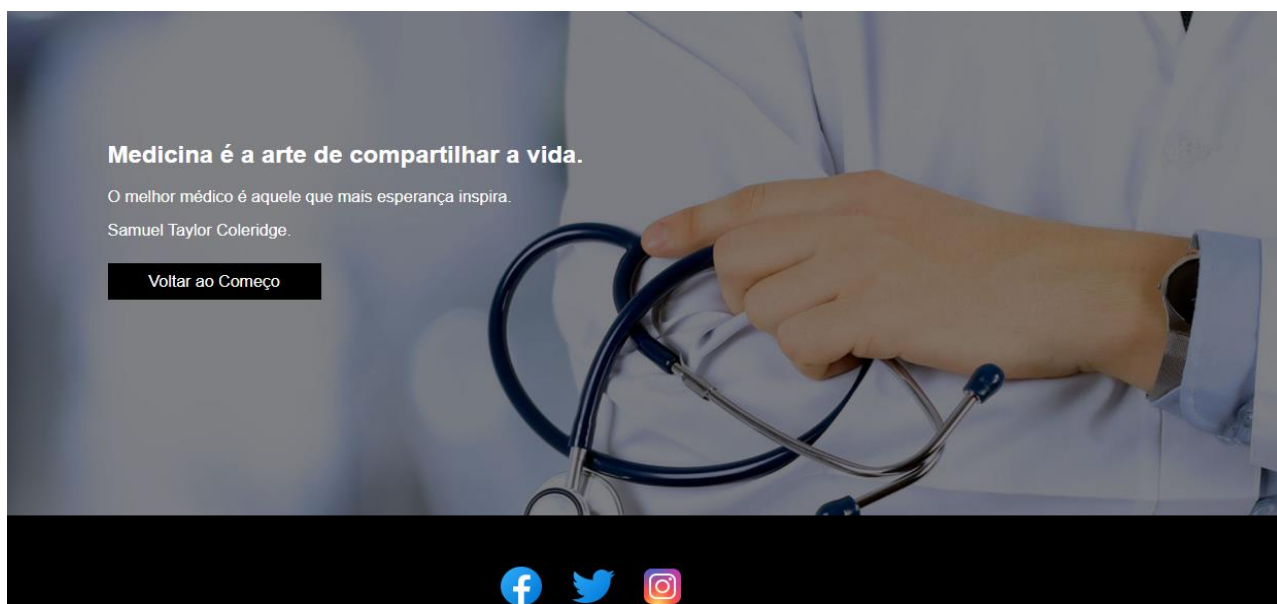 Medicina é a arte de compartilhar a vida.
O melhor médico é aquele que mais esperança inspira.
Samuel Taylor Coleridge.
Voltar ao Começo